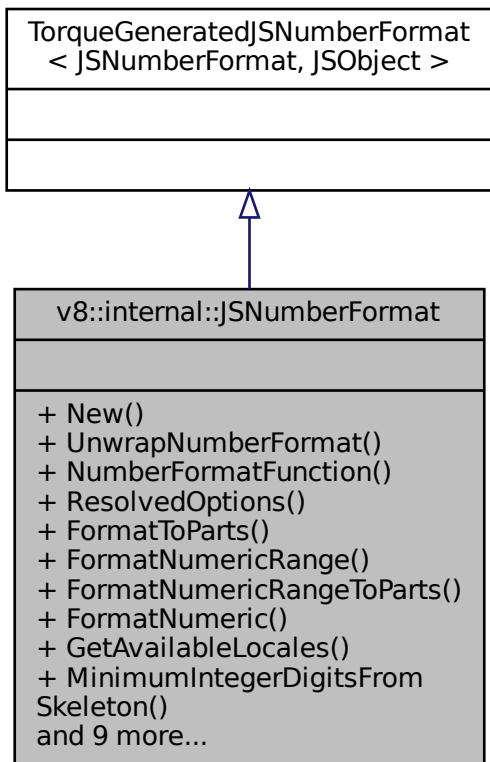 TorqueGeneratedJSNumberFormat
< JSNumberFormat, JSObject >
v8::internal::JSNumberFormat
+ New()
+ UnwrapNumberFormat()
+ NumberFormatFunction()
+ ResolvedOptions()
+ FormatToParts()
+ FormatNumericRange()
+ FormatNumericRangeToParts()
+ FormatNumeric()
+ GetAvailableLocales()
+ MinimumIntegerDigitsFrom
Skeleton()
and 9 more...